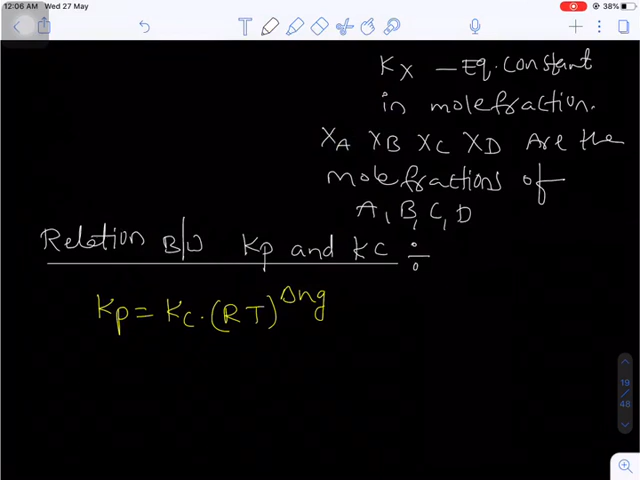 12:06 AM Wed 27 May
38%
Kx — Eq. constant
in molefraction.
XA XB XC XD Are the
molefractions of
A, B, C, D
Relation B/W Kp and KC ÷
Kp = Kc · (RT)^Δng
19
/
48